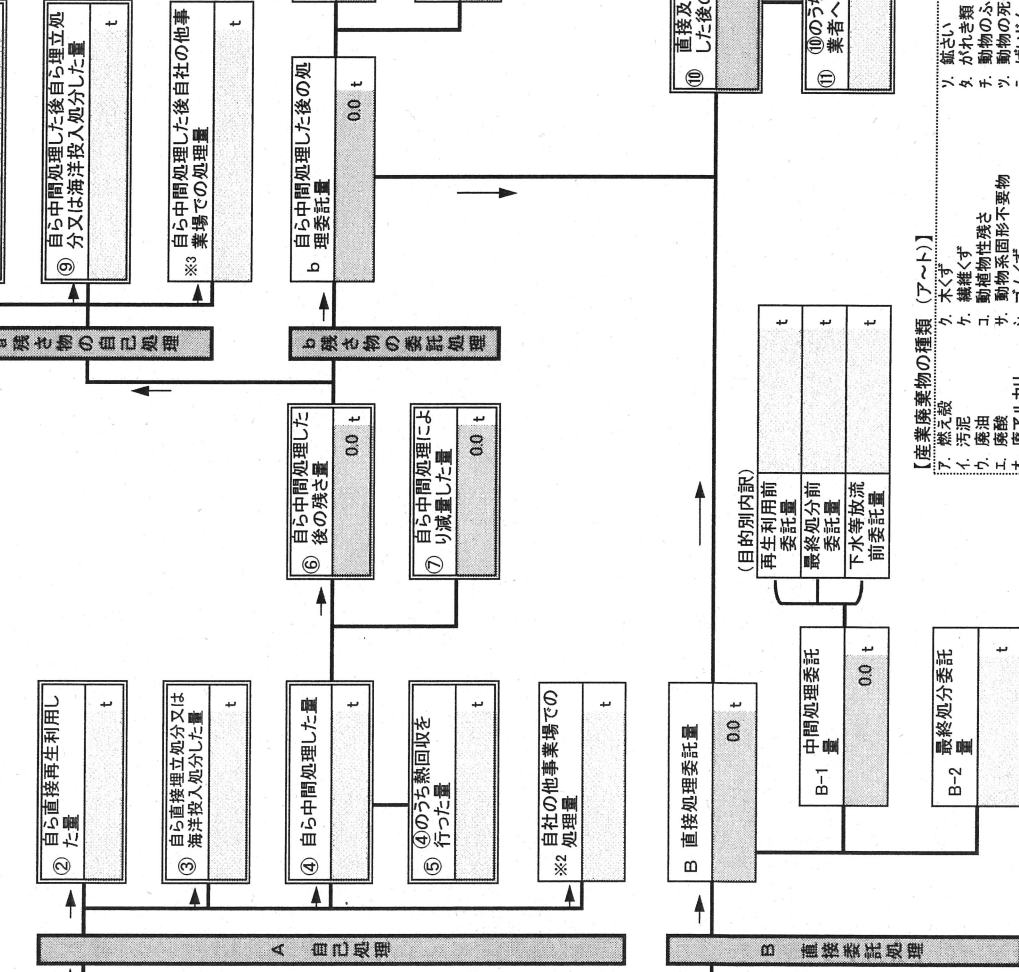 A 自己処理
② 自ら直接再生利用し
た量
t
③ 自ら直接埋立処分又は
海洋投入処分した量
t
④ 自ら中間処理した量
t
⑤ ④のうち熱回収を
行った量
t
※2 自社の他事業場での
処理量
t
⑥ 自ら中間処理した
後の残さ量
0.0 t
⑦ 自ら中間処理によ
り減量した量
0.0 t
a 残さ物の自己処理
⑨ 自ら中間処理した後自ら埋立処
分又は海洋投入処分した量
t
※3 自ら中間処理した後自社の他事
業場での処理量
t
b 残さ物の委託処理
b 自ら中間処理した後の処
理委託量
0.0 t
B 直接委託処理
B 直接処理委託量
0.0 t
B-1 中間処理委託
量
0.0 t
B-2 最終処分委託
量
t
(目的別内訳)
再生利用前
委託量
t
最終処分前
委託量
t
下水等放流
前委託量
t
⑩ 直接及
した後の
⑪ ⑩のうち
業者へ
【産業廃棄物の種類 (ア～ト)】
ア. 燃え殻
イ. 汚泥
ウ. 廃油
エ. 廃酸
オ. 廃アルカリ
ク. 木くず
ケ. 繊維くず
コ. 動植物性残さ
サ. 動物系固形不要物
シ. ゴムくず
ソ. 鉱さい
タ. がれき類
チ. 動物のふ
ツ. 動物の死